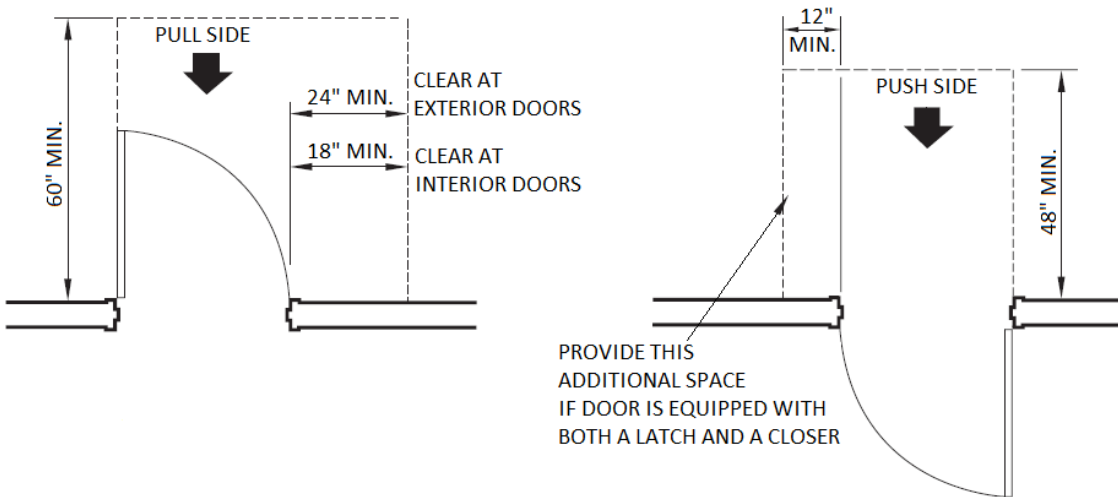 PULL SIDE
60" MIN.
24" MIN.
CLEAR AT
EXTERIOR DOORS
18" MIN.
CLEAR AT
INTERIOR DOORS
12"
MIN.
PUSH SIDE
48" MIN.
PROVIDE THIS
ADDITIONAL SPACE
IF DOOR IS EQUIPPED WITH
BOTH A LATCH AND A CLOSER